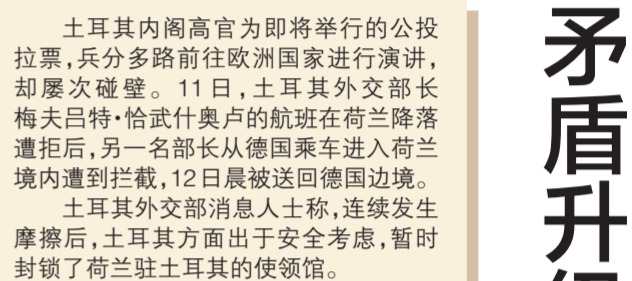 土耳其内阁高官为即将举行的公投
拉票,兵分多路前往欧洲国家进行演讲,
却屡次碰壁。11日,土耳其外交部长
梅夫吕特·恰武什奥卢的航班在荷兰降落
遭拒后,另一名部长从德国乘车进入荷兰
境内遭到拦截,12日晨被送回德国边境。
土耳其外交部消息人士称,连续发生
摩擦后,土耳其方面出于安全考虑,暂时
封锁了荷兰驻土耳其的使领馆。
矛盾升